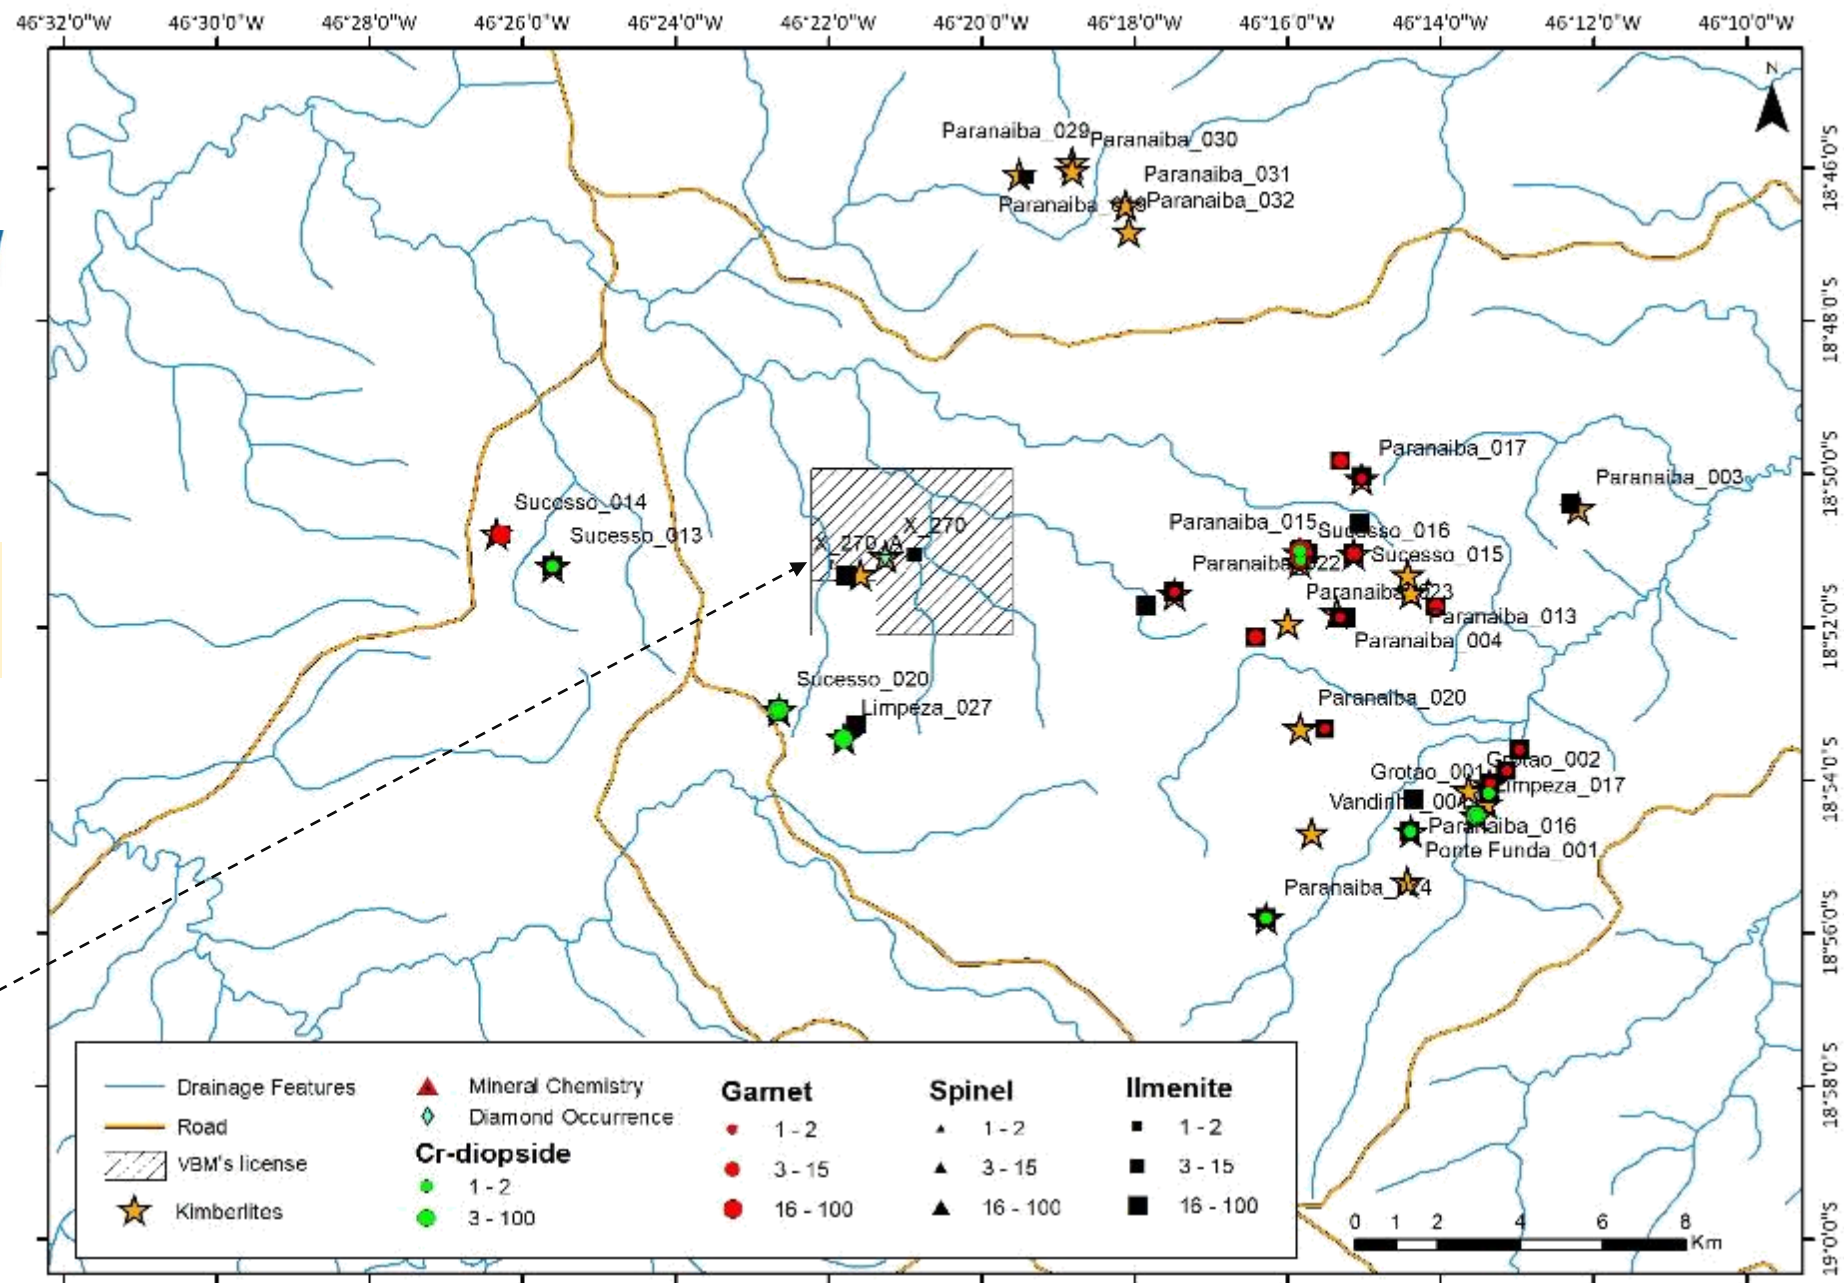 46°32'0"W 46°30'0"W 46°28'0"W 46°26'0"W 46°24'0"W 46°22'0"W 46°20'0"W 46°18'0"W 46°16'0"W 46°14'0"W 46°12'0"W 46°10'0"W
N
Paranaiba_029
Paranaiba_030
Paranaiba_031
Paranaiba_032
18°46'0"S
18°48'0"S
Paranaiba_017
Paranaiba_003
18°50'0"S
Sucesso_014
Sucesso_013
X_270
X_270_A
Paranaiba_015
Sucesso_016
Sucesso_015
Paranaiba_022
Paranaiba_023
Paranaiba_013
Paranaiba_004
18°52'0"S
Sucesso_020
Limpeza_027
Paranaiba_020
Grotao_002
Grotao_001
Limpeza_017
18°54'0"S
Paranaiba_016
Ponte Funda_001
18°56'0"S
Drainage Features
Road
VBM's license
Kimberlites
Mineral Chemistry
Diamond Occurrence
Cr-diopside
1 - 2
3 - 100
Garnet
1 - 2
3 - 15
16 - 100
Spinel
1 - 2
3 - 15
16 - 100
Ilmenite
1 - 2
3 - 15
16 - 100
18°58'0"S
0 1 2 4 6 8
Km
19°0'0"S